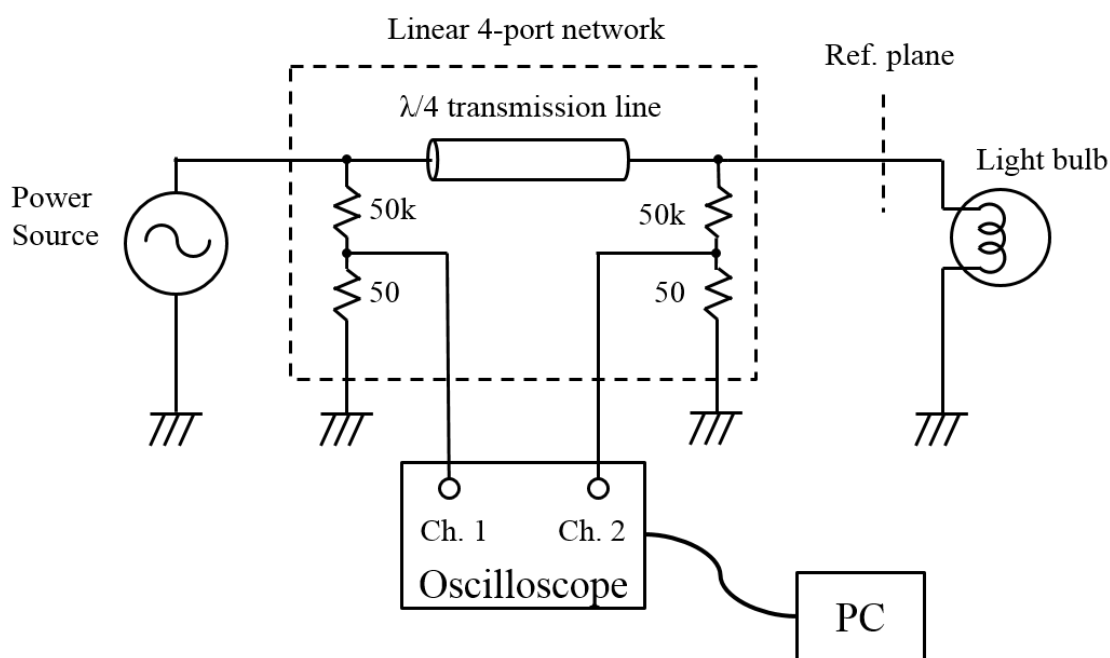 Linear 4-port network
Ref. plane
λ/4 transmission line
Light bulb
Power
Source
50k
50k
50
50
Ch. 1
Ch. 2
Oscilloscope
PC